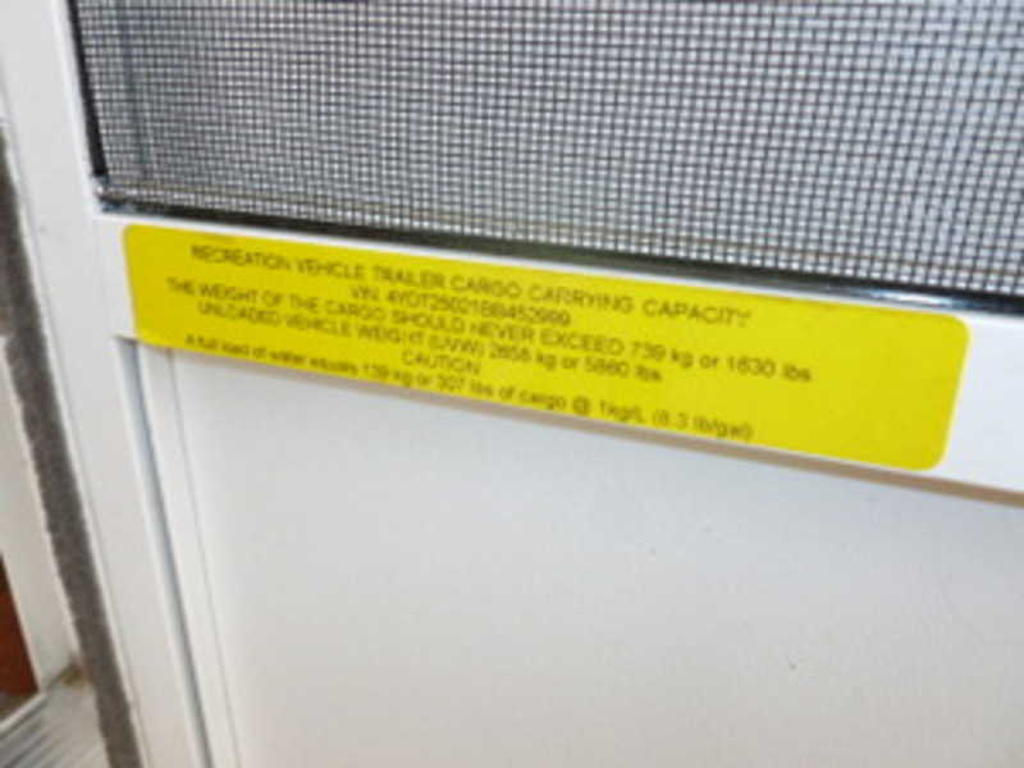 RECREATION VEHICLE TRAILER CARGO CARRYING CAPACITY
VIN:
THE WEIGHT OF THE CARGO SHOULD NEVER EXCEED 739 kg or 1630 lbs
UNLOADED VEHICLE WEIGHT (UVW) 2658 kg or 5860 lbs
CAUTION
A full load of water equals 139 kg or 307 lbs of cargo @ 1kg/L (8.3 lb/gal)